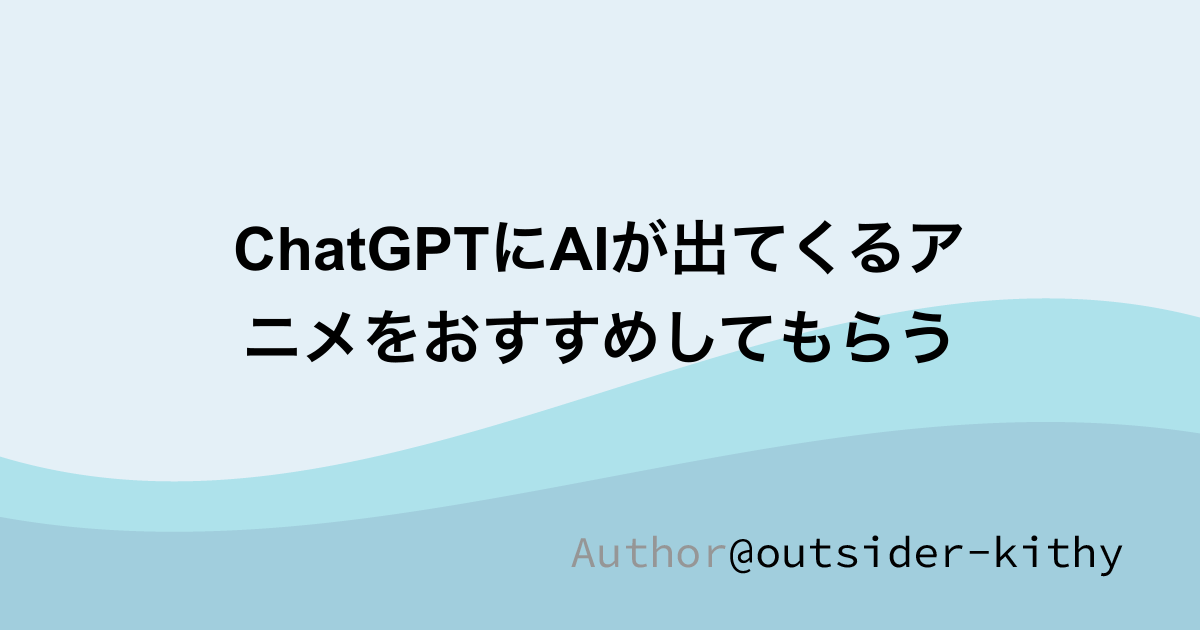 ChatGPTにAIが出てくるア
ニメをおすすめしてもらう
Author@outsider-kithy